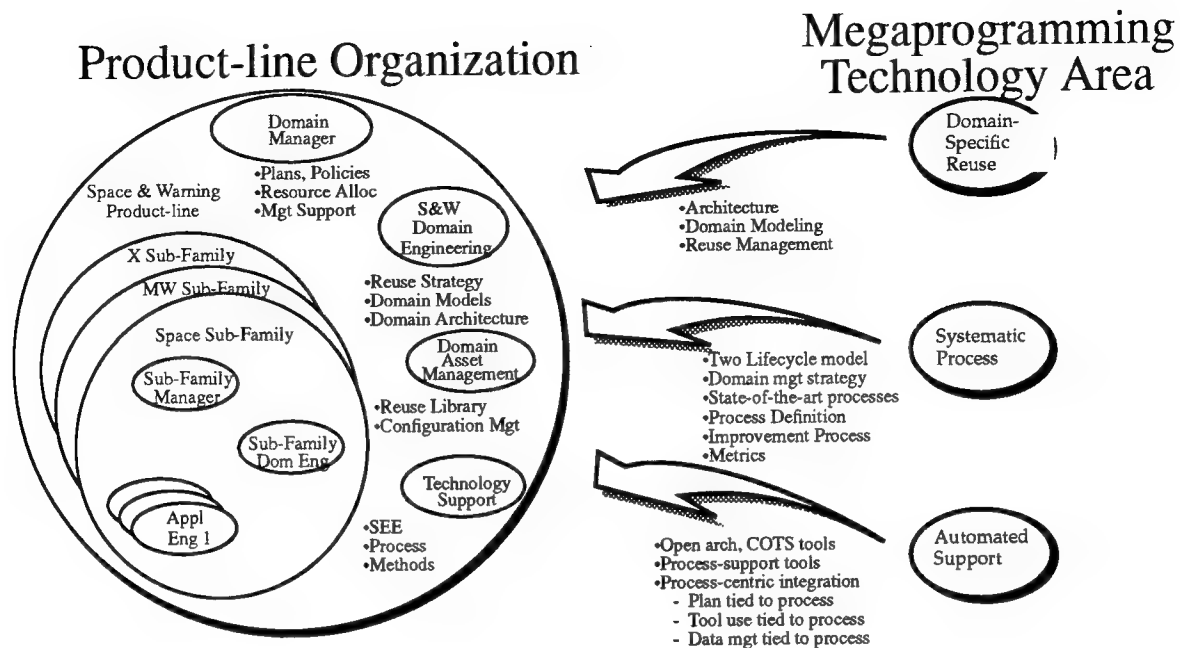 Product-line Organization
Megaprogramming
Technology Area
Domain
Manager
•Plans, Policies
•Resource Alloc
•Mgt Support
Space & Warning
Product-line
S&W
Domain
Engineering
•Reuse Strategy
•Domain Models
•Domain Architecture
X Sub-Family
MW Sub-Family
Space Sub-Family
Sub-Family
Manager
Sub-Family
Dom Eng
Appl
Eng 1
Domain
Asset
Management
•Reuse Library
•Configuration Mgt
Technology
Support
•SEE
•Process
•Methods
Domain-
Specific
Reuse
•Architecture
•Domain Modeling
•Reuse Management
Systematic
Process
•Two Lifecycle model
•Domain mgt strategy
•State-of-the-art processes
•Process Definition
•Improvement Process
•Metrics
Automated
Support
•Open arch, COTS tools
•Process-support tools
•Process-centric integration
- Plan tied to process
- Tool use tied to process
- Data mgt tied to process